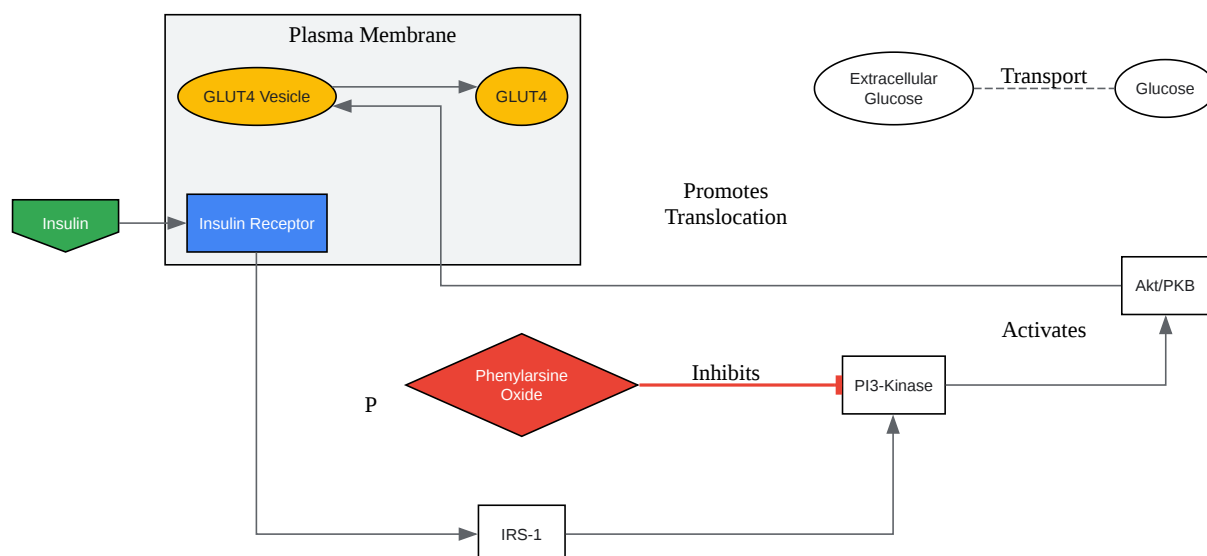 Plasma Membrane
GLUT4 Vesicle
GLUT4
Extracellular
Glucose
Transport
Glucose
Insulin
Insulin Receptor
Promotes
Translocation
Akt/PKB
Activates
Phenylarsine
Oxide
Inhibits
PI3-Kinase
P
IRS-1